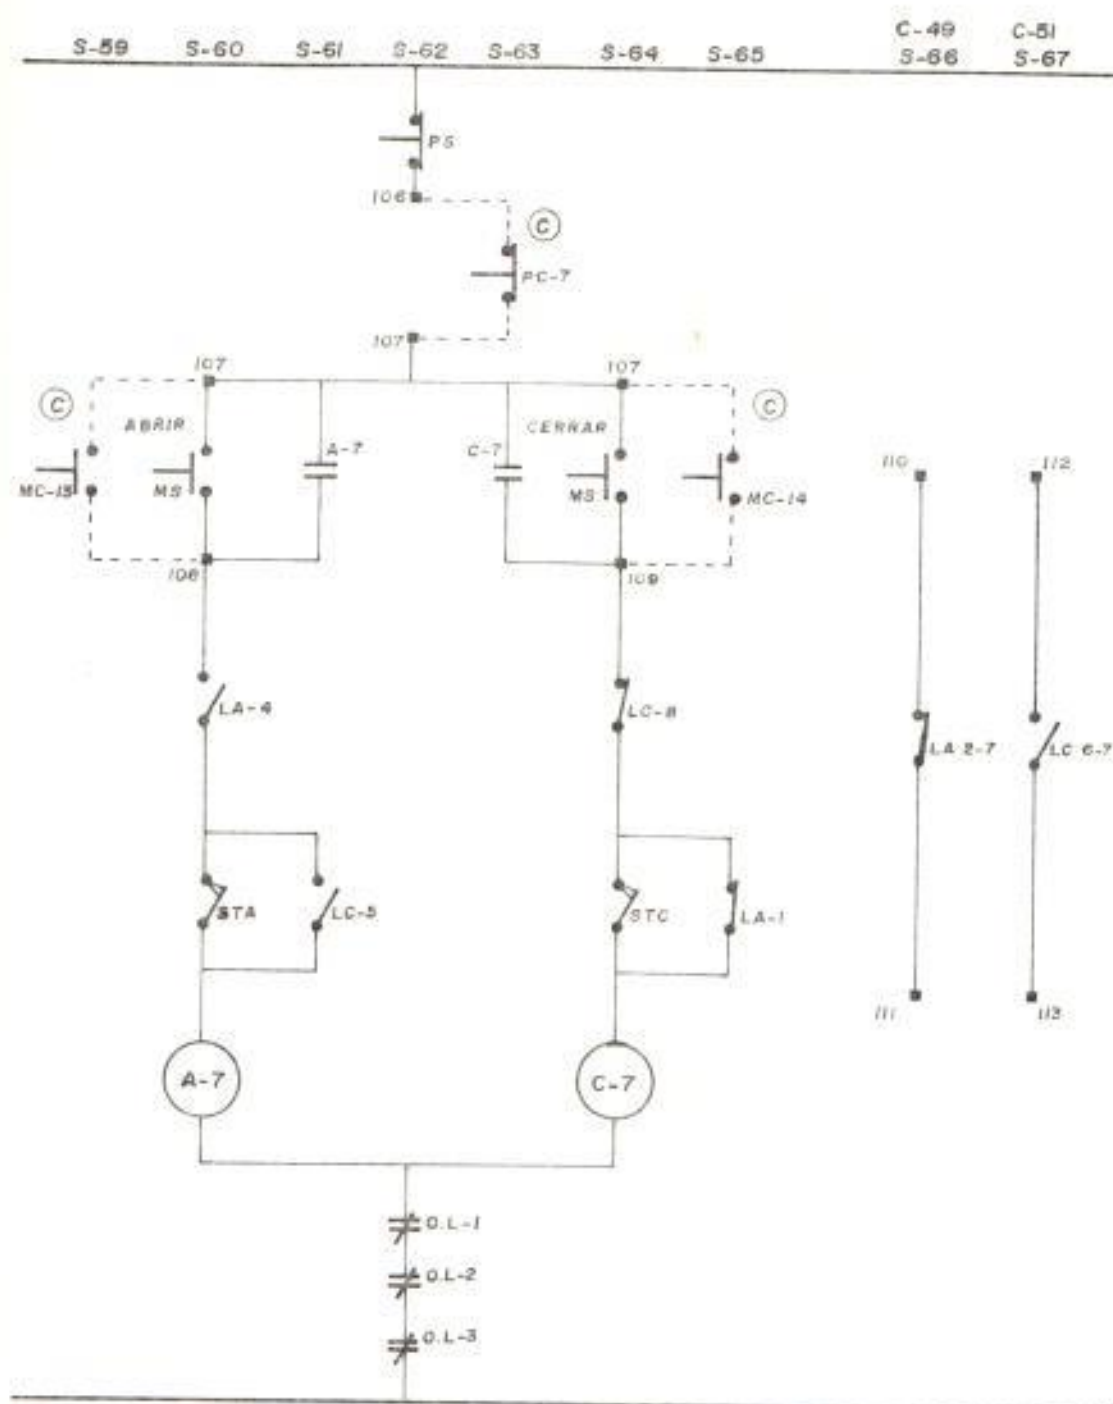 C-49 C-51
S-59 S-60 S-61 S-62 S-63 S-64 S-65 S-66 S-67
PS
106
C
PC-7
107
107 107
C C
ABRIR CERRAR
A-7 C-7
110 112
MC-13 MS MS MC-14
108 109
LA-4 LC-8
LA 2-7 LC 6-7
STA LC-5 STC LA-1
111 113
A-7 C-7
O.L-1
O.L-2
O.L-3